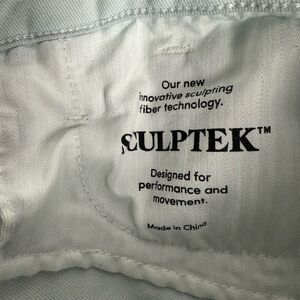 Our new
innovative sculpting
fiber technology.
SCULPTEK™
Designed for
performance and
movement.
Made in China